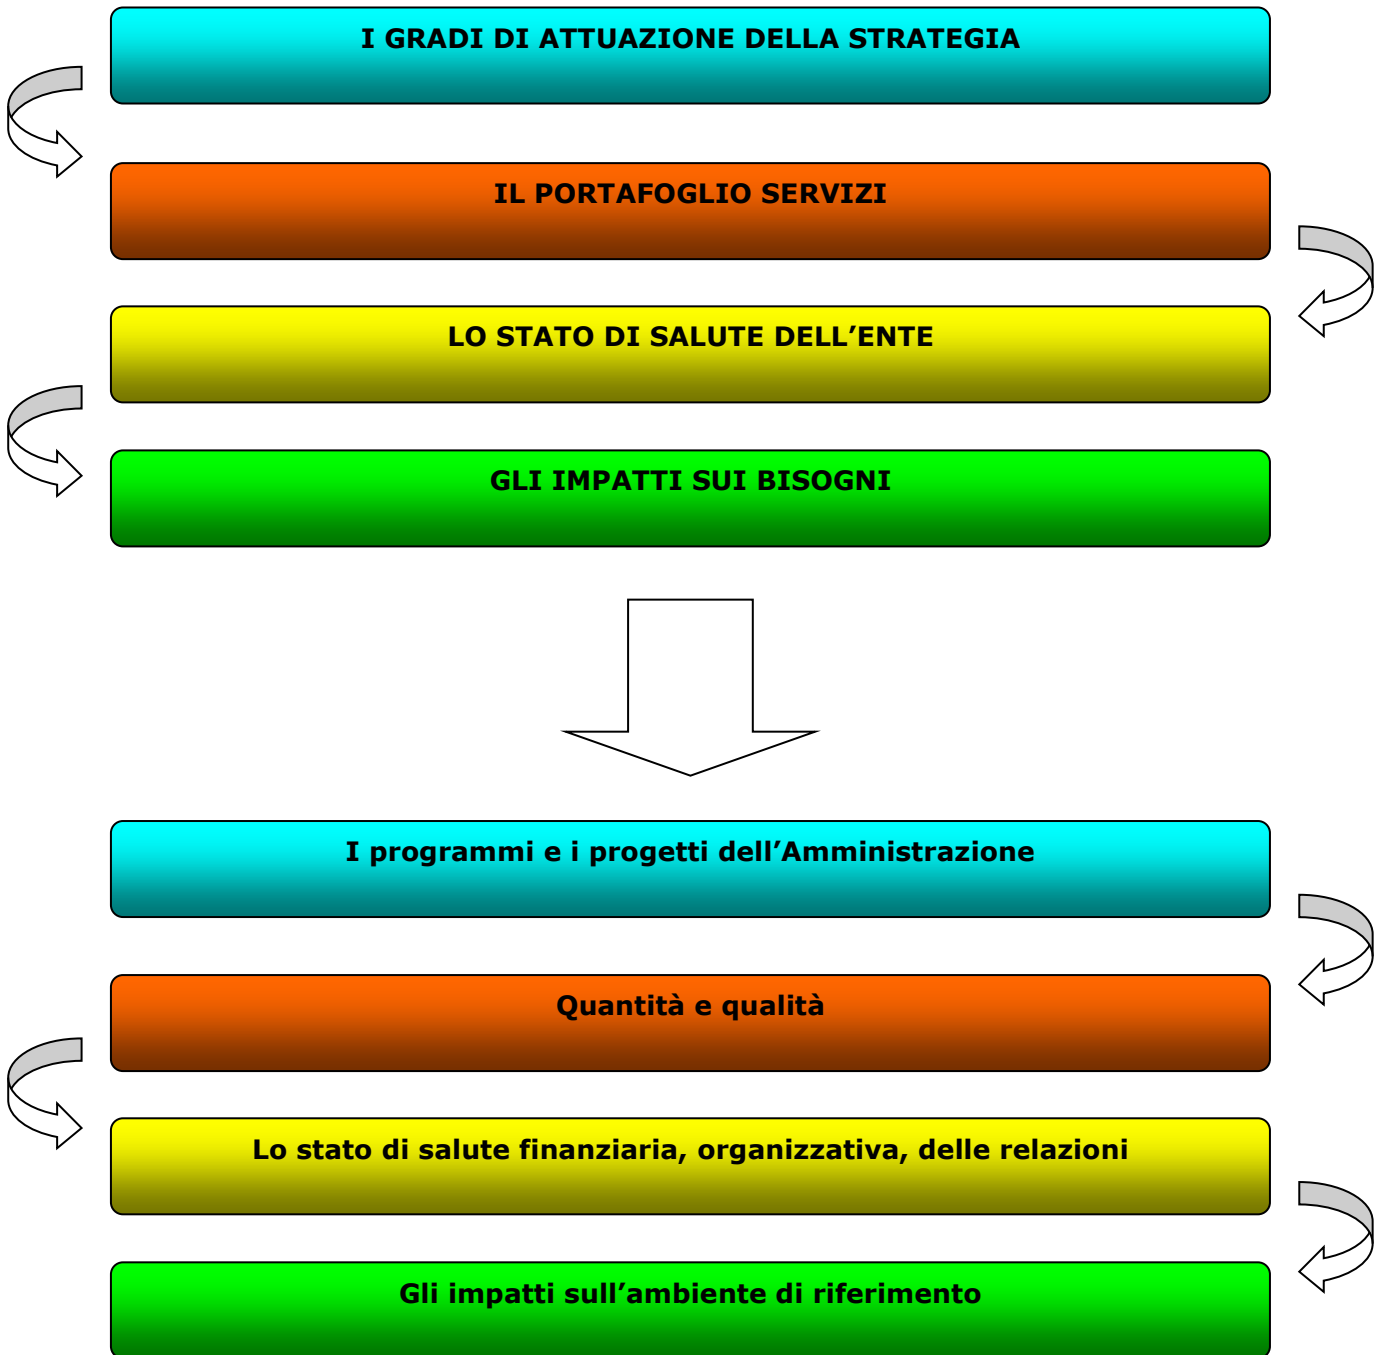 I GRADI DI ATTUAZIONE DELLA STRATEGIA
IL PORTAFOGLIO SERVIZI
LO STATO DI SALUTE DELL’ENTE
GLI IMPATTI SUI BISOGNI
I programmi e i progetti dell’Amministrazione
Quantità e qualità
Lo stato di salute finanziaria, organizzativa, delle relazioni
Gli impatti sull’ambiente di riferimento